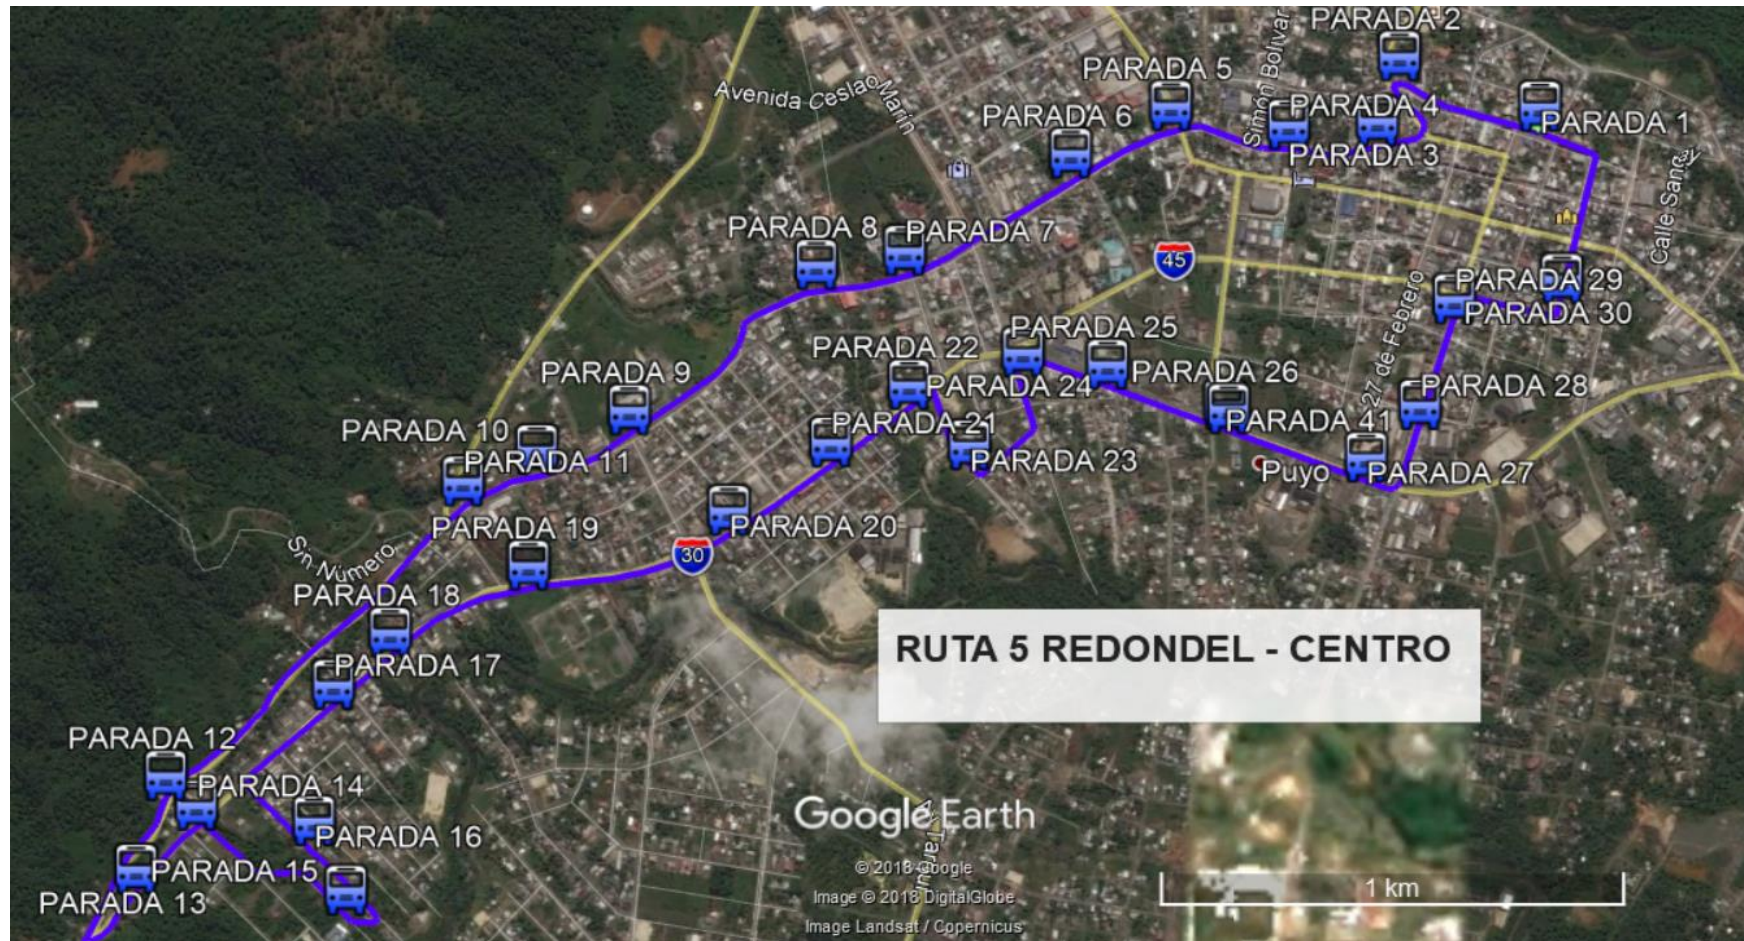 PARADA 2
Simón Bolívar
PARADA 5
Avenida Ceslao Marín
PARADA 4
PARADA 6
PARADA 1
PARADA 3
PARADA 8
PARADA 7
45
27 de Febrero
PARADA 29
PARADA 30
PARADA 25
PARADA 22
PARADA 9
PARADA 26
PARADA 24
PARADA 28
PARADA 10
PARADA 21
PARADA 41
PARADA 11
PARADA 23
Puyo
PARADA 27
PARADA 19
PARADA 20
30
S/n Número
PARADA 18
RUTA 5 REDONDEL - CENTRO
PARADA 17
PARADA 12
PARADA 14
Google Earth
PARADA 16
PARADA 15
© 2018 Google
1 km
Image © 2018 DigitalGlobe
PARADA 13
Image Landsat / Copernicus